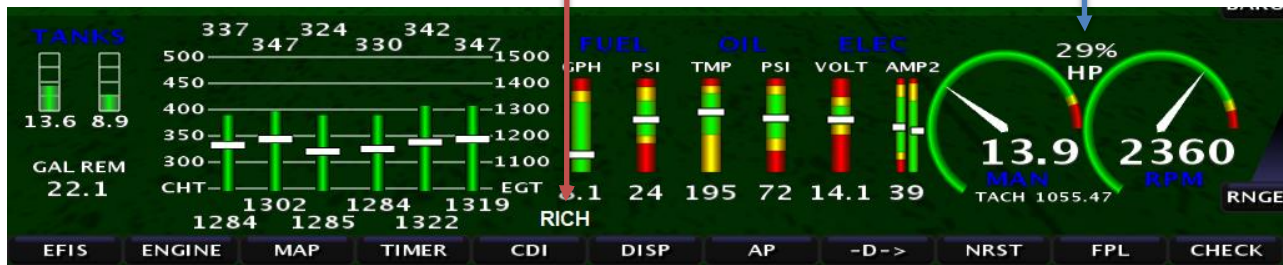 TANKS
13.6 8.9
GAL REM
22.1
337 347 324 330 342 347
500 1500
450 1400
400 1300
350 1200
300 1100
CHT EGT
1284 1302 1285 1284 1322 1319
FUEL OIL ELEC
GPH PSI TMP PSI VOLT AMP2
24 195 72 14.1 39
RICH
29%
HP
13.9 2360
MAN RPM
TACH 1055.47
RNGE
EFIS ENGINE MAP TIMER CDI DISP AP -D-> NRST FPL CHECK